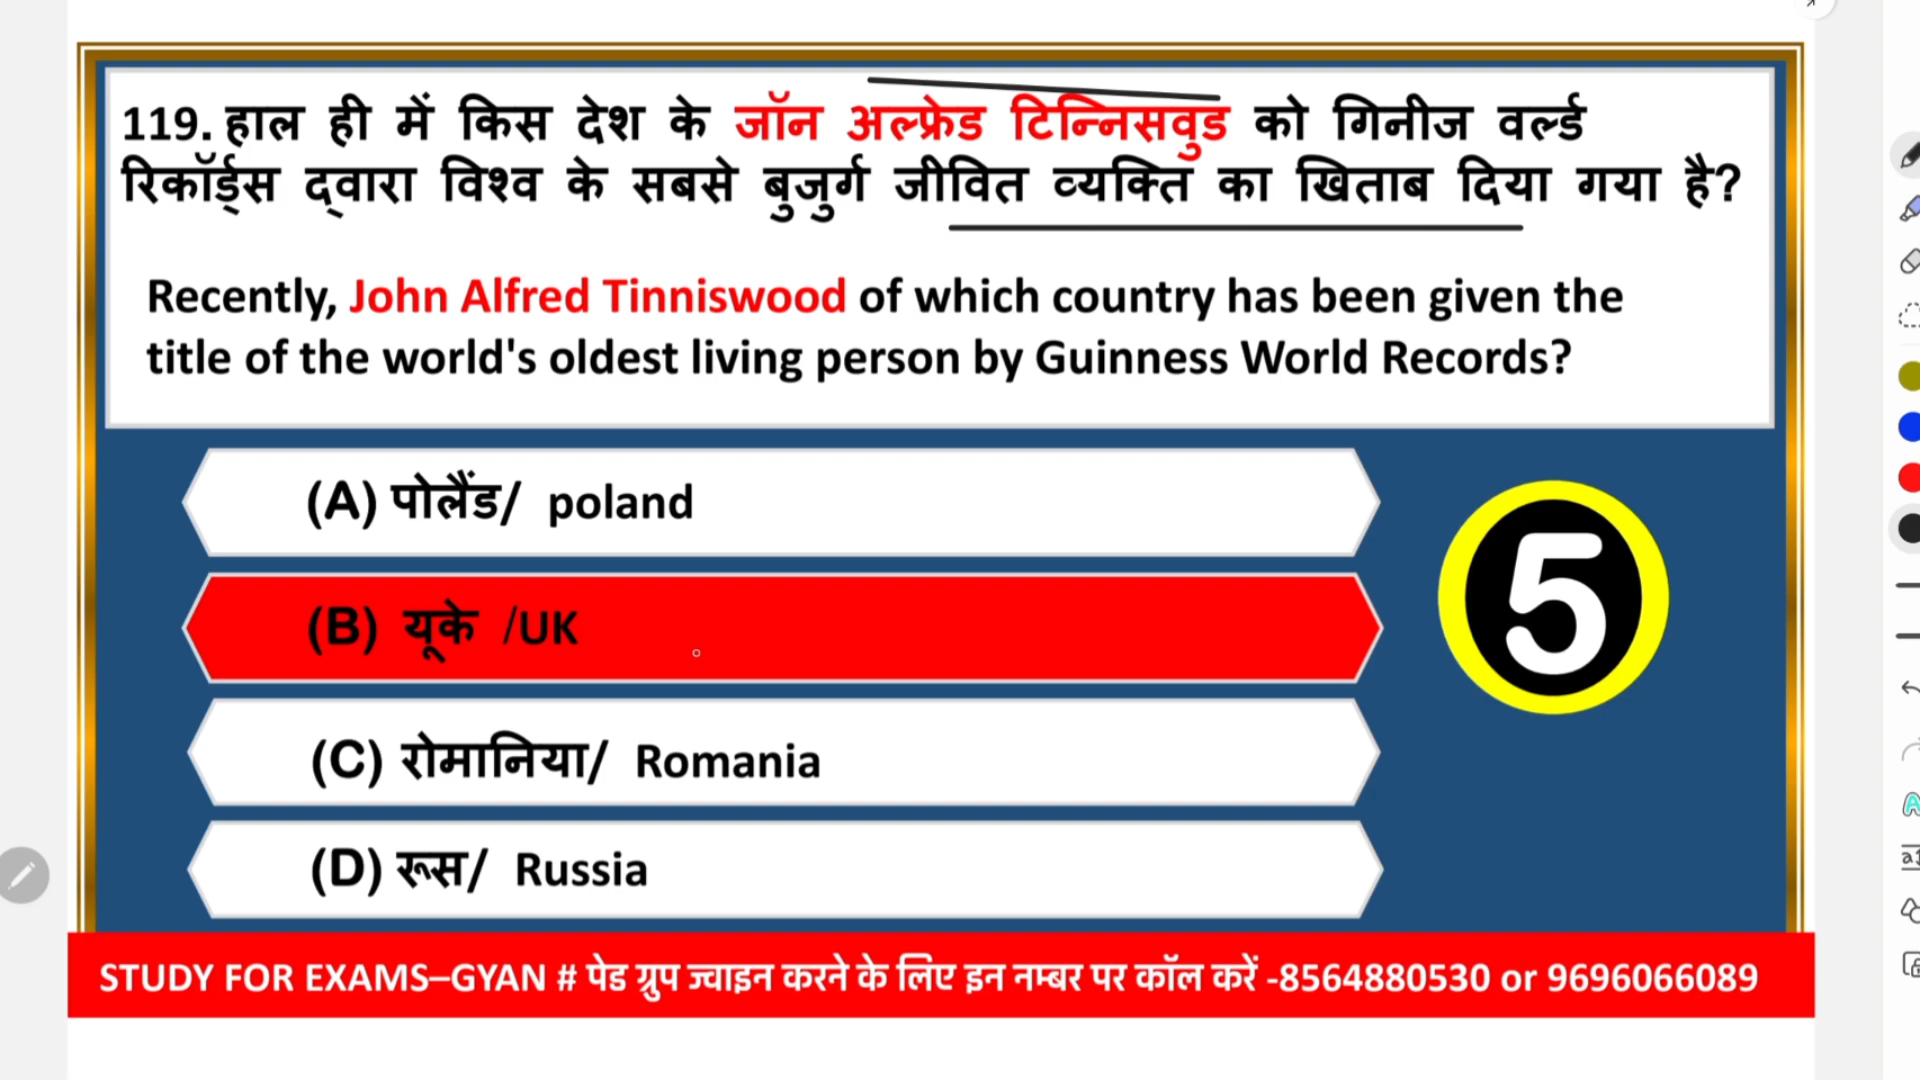 119. हाल ही में किस देश के जॉन अल्फ्रेड टिन्निसवुड को गिनीज वर्ल्ड
रिकॉर्ड्स द्वारा विश्व के सबसे बुजुर्ग जीवित व्यक्ति का खिताब दिया गया है?
Recently, John Alfred Tinniswood of which country has been given the
title of the world's oldest living person by Guinness World Records?
(A) पोलैंड/ poland
(B) यूके /UK
(C) रोमानिया/ Romania
(D) रूस/ Russia
5
STUDY FOR EXAMS–GYAN # पेड ग्रुप ज्वाइन करने के लिए इन नम्बर पर कॉल करें -8564880530 or 9696066089